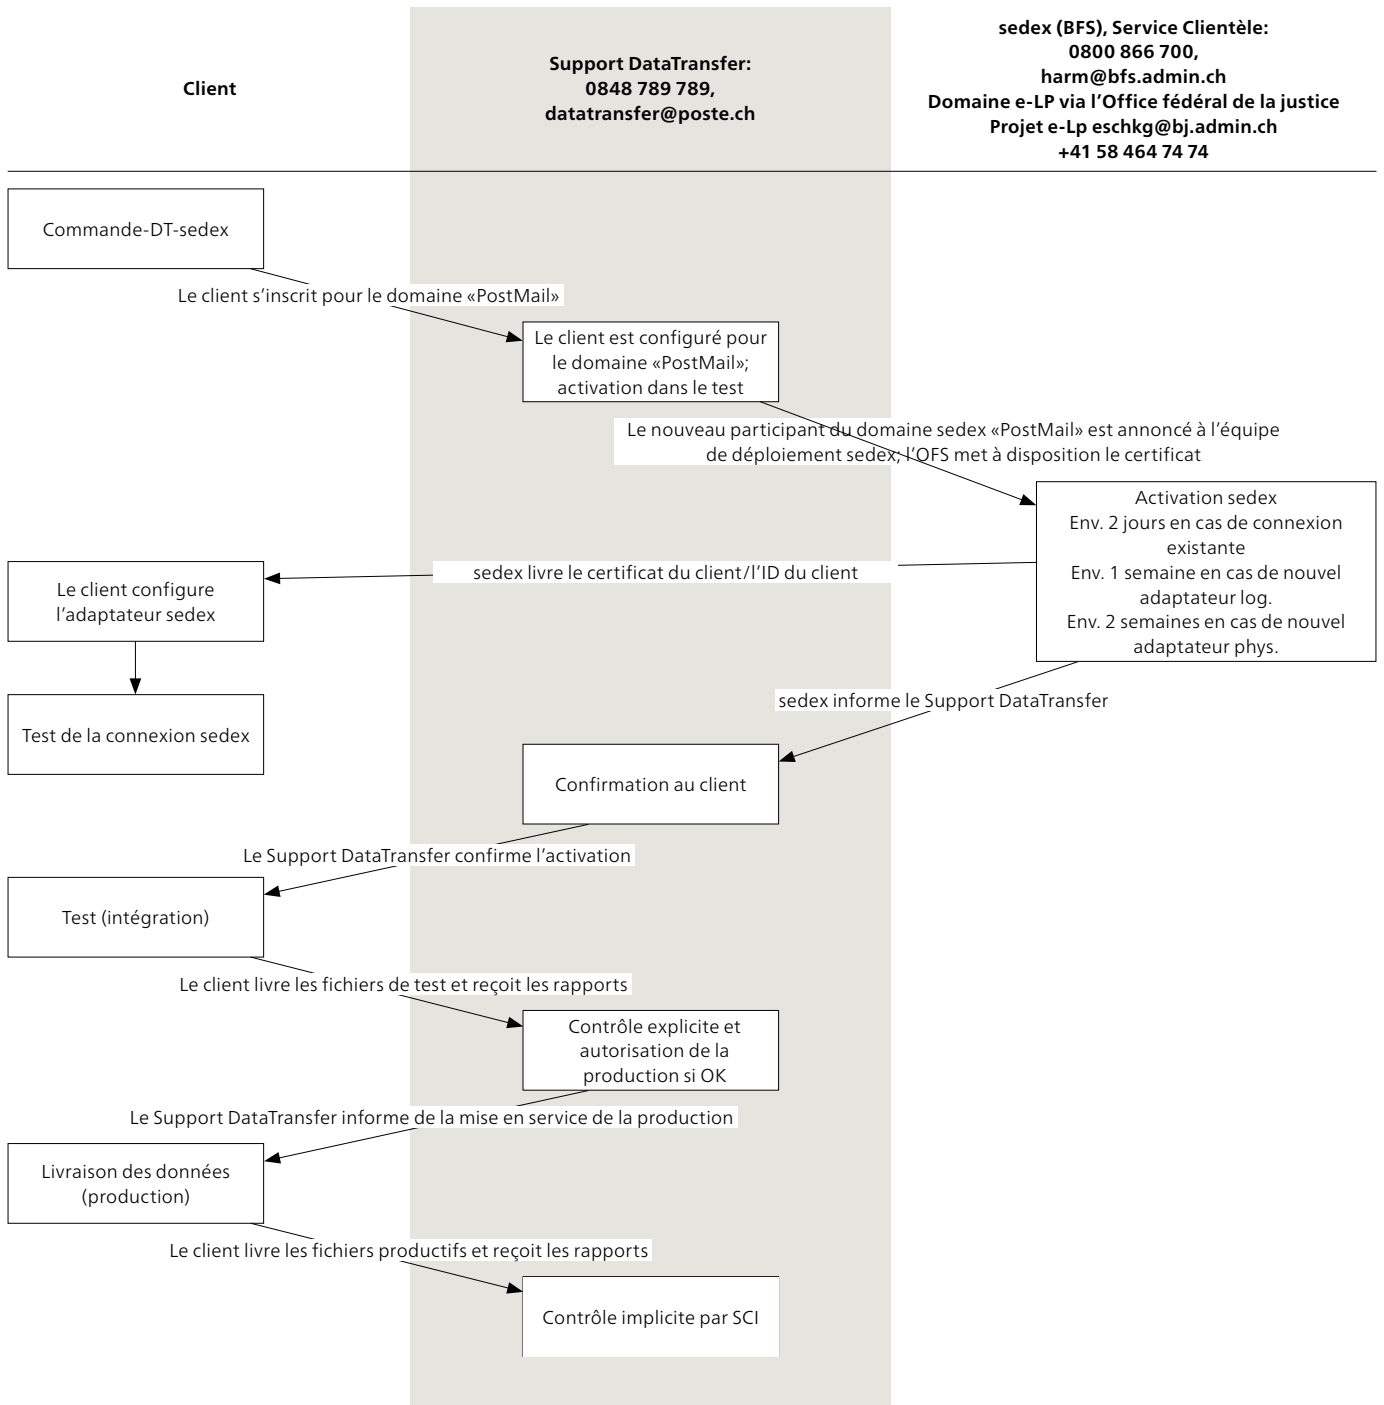 Client
Support DataTransfer:
0848 789 789,
datatransfer@poste.ch
sedex (BFS), Service Clientèle:
0800 866 700,
harm@bfs.admin.ch
Domaine e-LP via l’Office fédéral de la justice
Projet e-Lp eschkg@bj.admin.ch
+41 58 464 74 74
Commande-DT-sedex
Le client s’inscrit pour le domaine «PostMail»
Le client est configuré pour
le domaine «PostMail»;
activation dans le test
Le nouveau participant du domaine sedex «PostMail» est annoncé à l’équipe
de déploiement sedex; l’OFS met à disposition le certificat
Activation sedex
Env. 2 jours en cas de connexion
existante
Env. 1 semaine en cas de nouvel
adaptateur log.
Env. 2 semaines en cas de nouvel
adaptateur phys.
sedex livre le certificat du client/l’ID du client
Le client configure
l’adaptateur sedex
Test de la connexion sedex
sedex informe le Support DataTransfer
Confirmation au client
Le Support DataTransfer confirme l’activation
Test (intégration)
Le client livre les fichiers de test et reçoit les rapports
Contrôle explicite et
autorisation de la
production si OK
Le Support DataTransfer informe de la mise en service de la production
Livraison des données
(production)
Le client livre les fichiers productifs et reçoit les rapports
Contrôle implicite par SCI